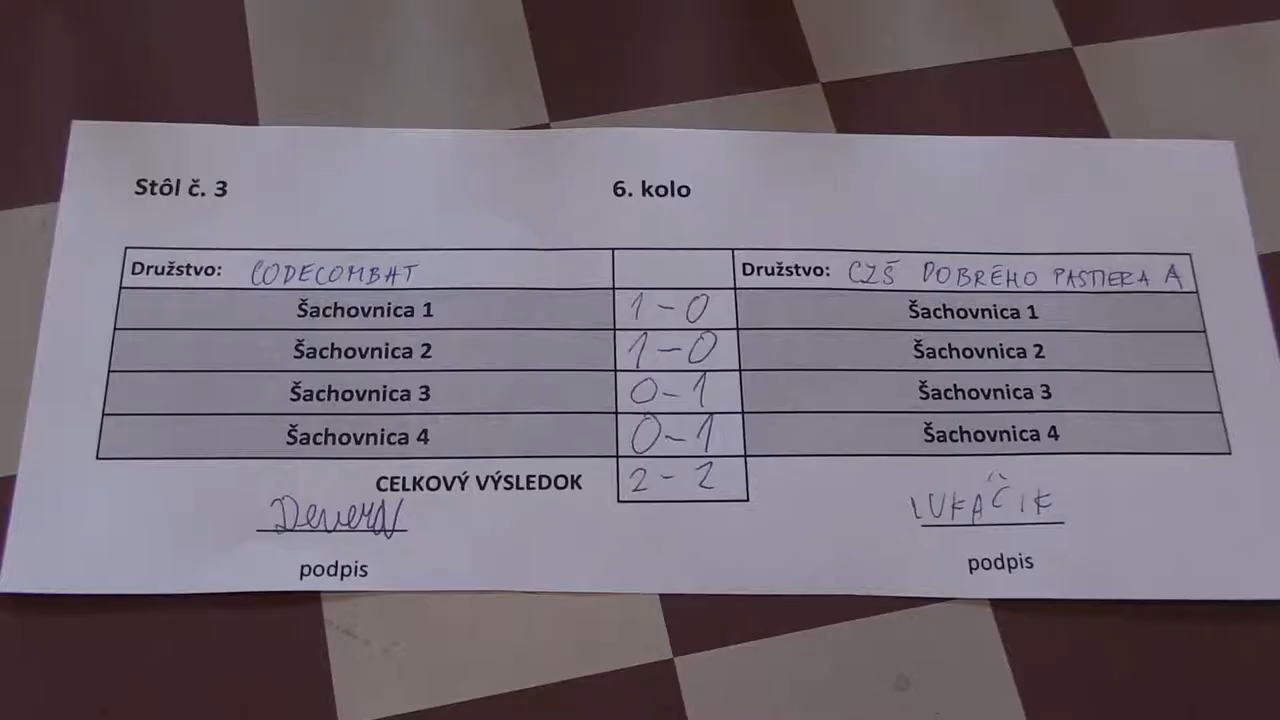 Stôl č. 3 6. kolo
Družstvo: CODECOMBAT Družstvo: CZŠ DOBRÉHO PASTIERA A
Šachovnica 1 1-0 Šachovnica 1
Šachovnica 2 1-0 Šachovnica 2
Šachovnica 3 0-1 Šachovnica 3
Šachovnica 4 0-1 Šachovnica 4
CELKOVÝ VÝSLEDOK 2-2
LUKÁČIK
podpis podpis